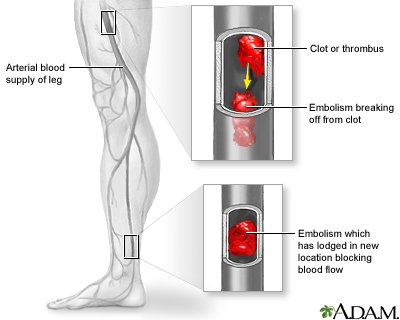 Clot or thrombus
Arterial blood
supply of leg
Embolism breaking
off from clot
Embolism which
has lodged in new
location blocking
blood flow
ADAM.